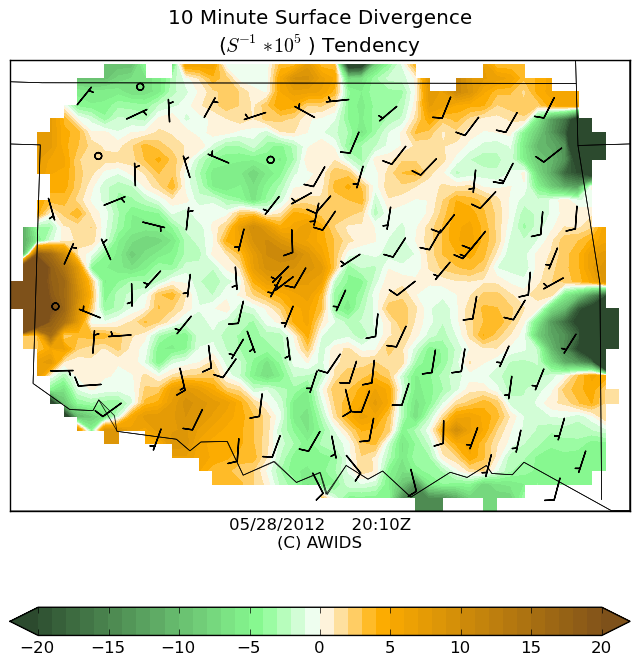 10 Minute Surface Divergence
(S⁻¹ *10⁵ ) Tendency
05/28/2012 20:10Z
(C) AWIDS
−20 −15 −10 −5 0 5 10 15 20